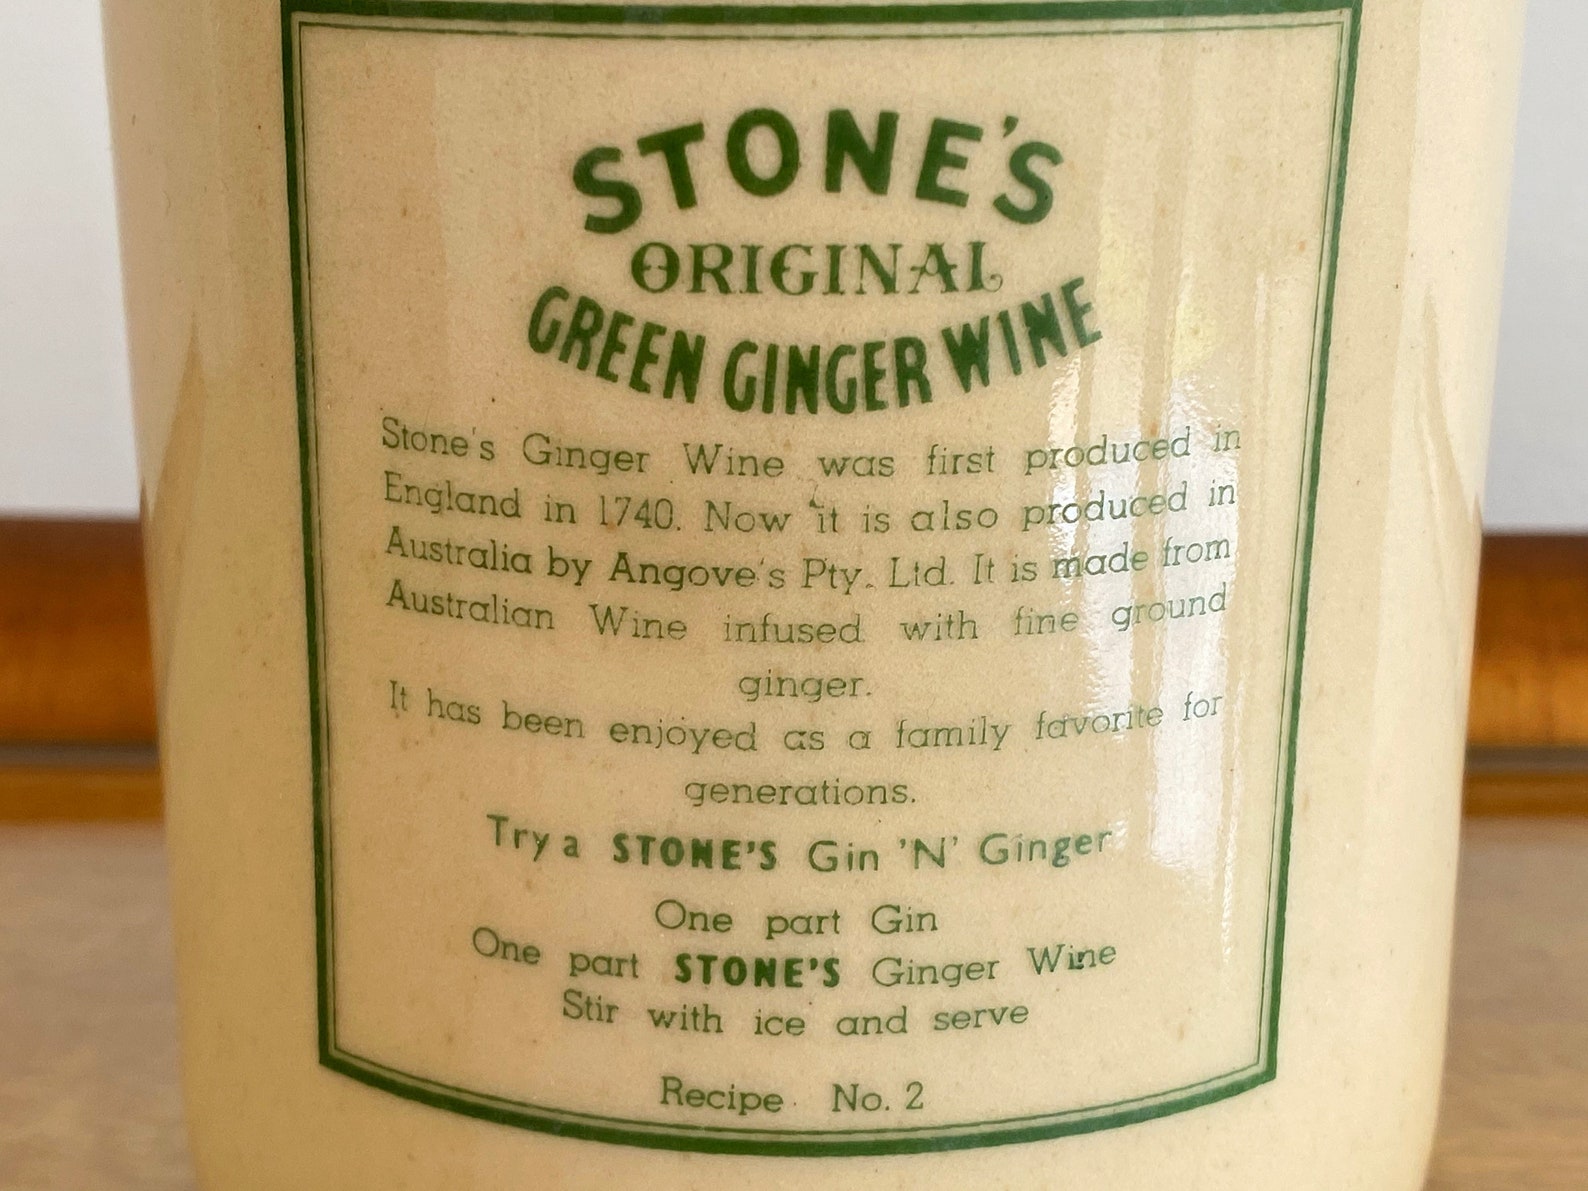 STONE'S
ORIGINAL
GREEN GINGER WINE
Stone's Ginger Wine was first produced in
England in 1740. Now it is also produced in
Australia by Angove's Pty. Ltd. It is made from
Australian Wine infused with fine ground
ginger.
It has been enjoyed as a family favorite for
generations.
Try a STONE'S Gin 'N' Ginger
One part Gin
One part STONE'S Ginger Wine
Stir with ice and serve
Recipe No. 2